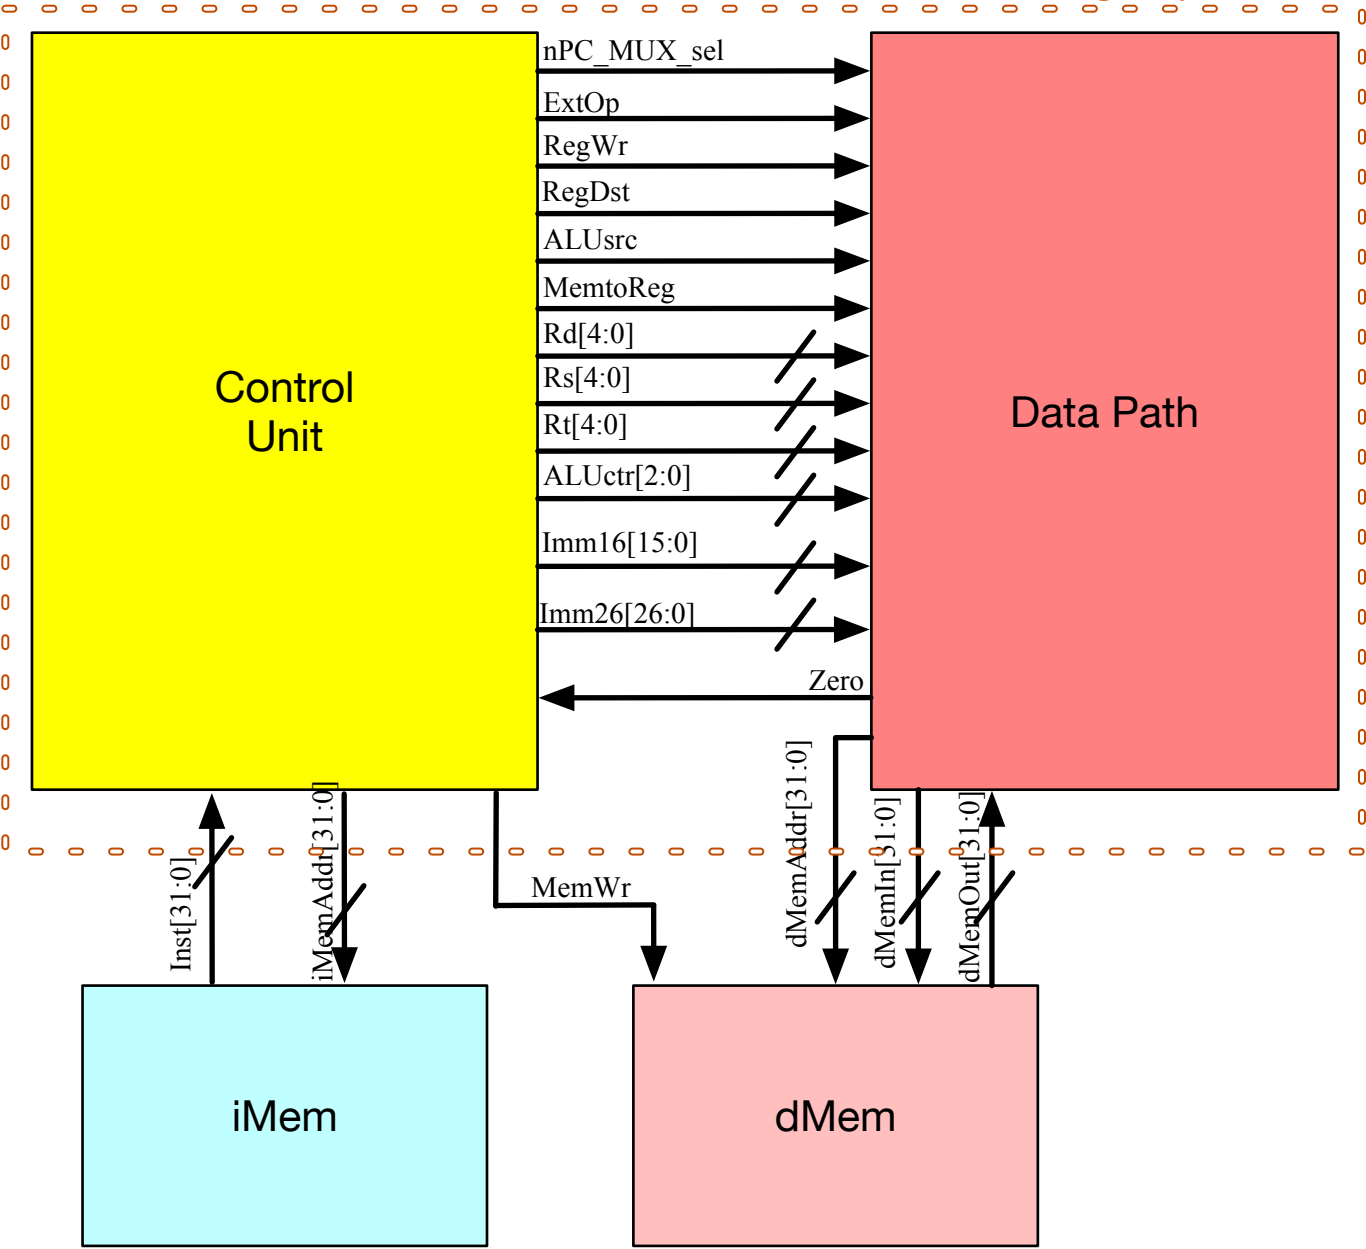 nPC_MUX_sel
ExtOp
RegWr
RegDst
ALUsrc
MemtoReg
Rd[4:0]
Rs[4:0]
Rt[4:0]
ALUctr[2:0]
Imm16[15:0]
Imm26[26:0]
Zero
Control
Unit
Data Path
Inst[31:0]
iMemAddr[31:0]
MemWr
dMemAddr[31:0]
dMemIn[31:0]
dMemOut[31:0]
iMem
dMem